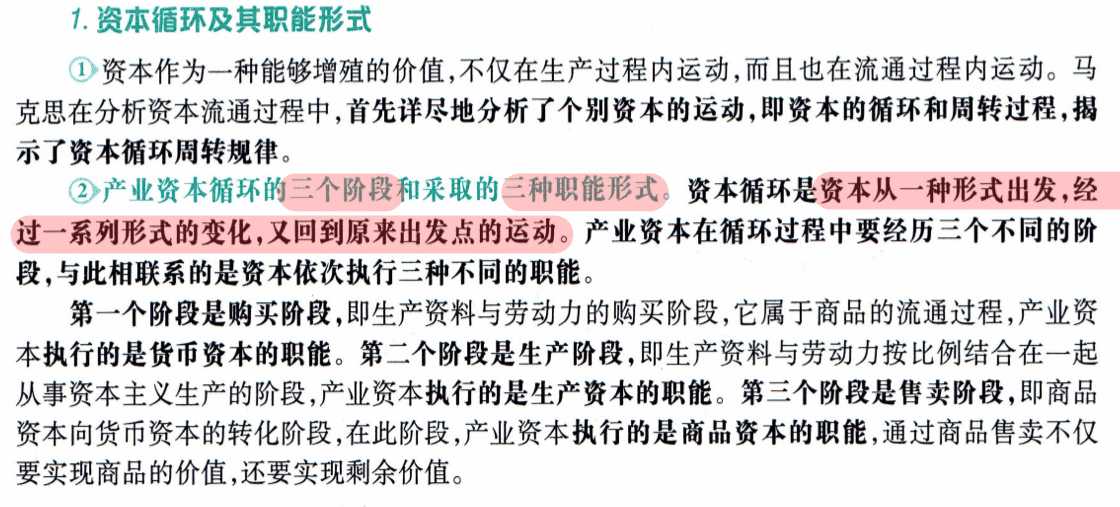 1. 资本循环及其职能形式
①资本作为一种能够增殖的价值,不仅在生产过程内运动,而且也在流通过程内运动。马
克思在分析资本流通过程中,首先详尽地分析了个别资本的运动,即资本的循环和周转过程,揭
示了资本循环周转规律。
②产业资本循环的三个阶段和采取的三种职能形式。资本循环是资本从一种形式出发,经
过一系列形式的变化,又回到原来出发点的运动。产业资本在循环过程中要经历三个不同的阶
段,与此相联系的是资本依次执行三种不同的职能。
第一个阶段是购买阶段,即生产资料与劳动力的购买阶段,它属于商品的流通过程,产业资
本执行的是货币资本的职能。第二个阶段是生产阶段,即生产资料与劳动力按比例结合在一起
从事资本主义生产的阶段,产业资本执行的是生产资本的职能。第三个阶段是售卖阶段,即商品
资本向货币资本的转化阶段,在此阶段,产业资本执行的是商品资本的职能,通过商品售卖不仅
要实现商品的价值,还要实现剩余价值。